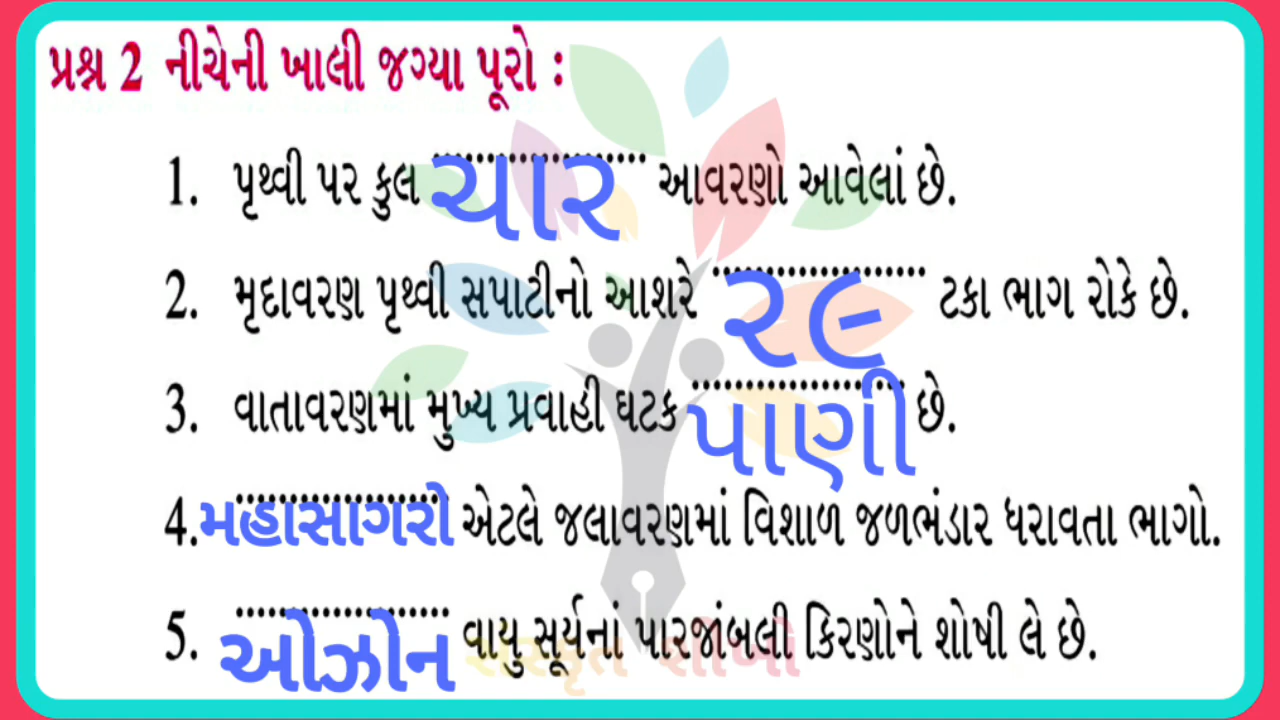 પ્રશ્ન 2 નીચેની ખાલી જગ્યા પૂરો :
1. પૃથ્વી પર કુલ ચાર આવરણો આવેલાં છે.
2. મૃદાવરણ પૃથ્વી સપાટીનો આશરે ૨૯ ટકા ભાગ રોકે છે.
3. વાતાવરણમાં મુખ્ય પ્રવાહી ઘટક પાણી છે.
4. મહાસાગરો એટલે જલાવરણમાં વિશાળ જળભંડાર ધરાવતા ભાગો.
5. ઓઝોન વાયુ સૂર્યનાં પારજાંબલી કિરણોને શોષી લે છે.
સંસ્કૃત શીખો